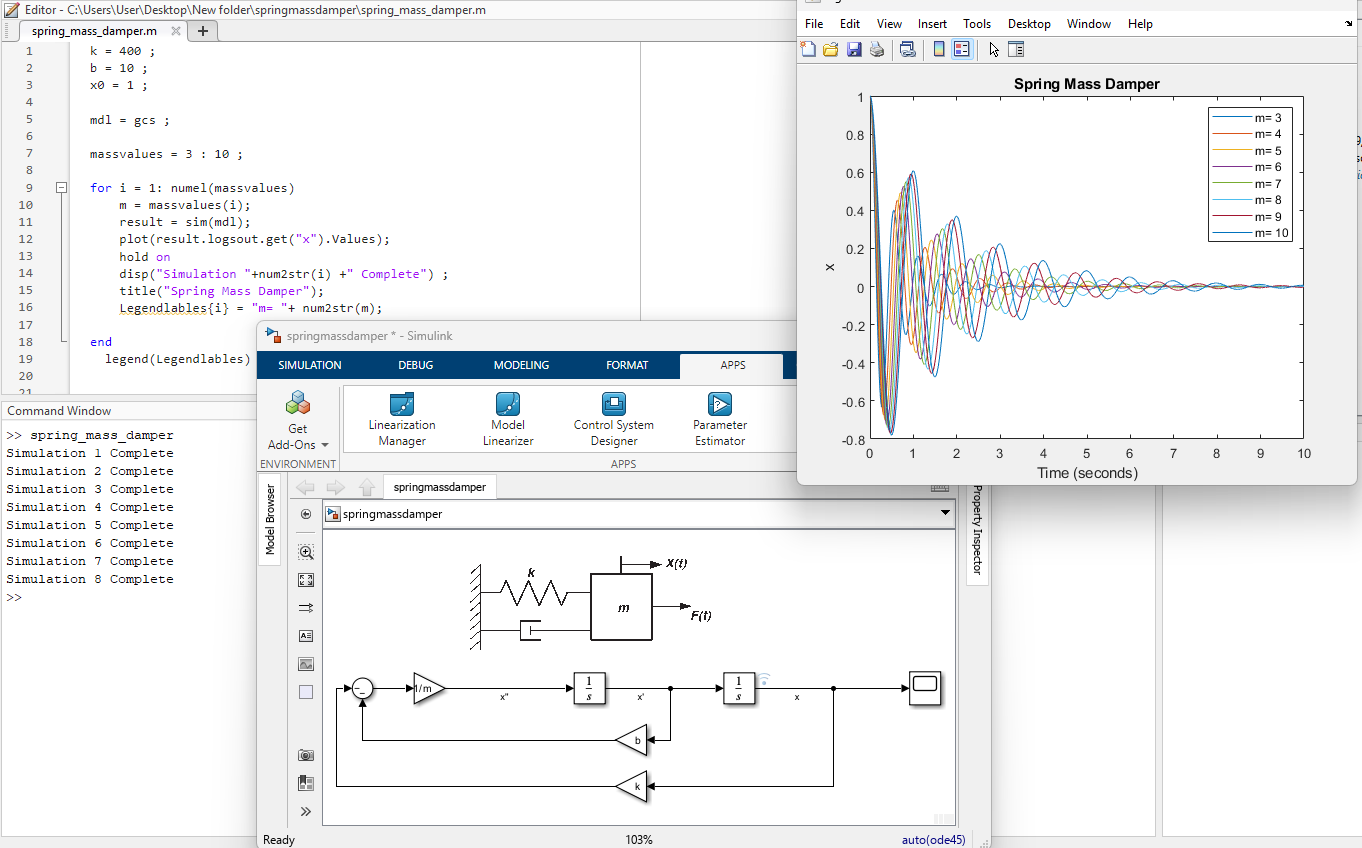 Editor - C:\Users\User\Desktop\New folder\springmassdamper\spring_mass_damper.m
spring_mass_damper.m
1 k = 400 ;
2 b = 10 ;
3 x0 = 1 ;
4
5 mdl = gcs ;
6
7 massvalues = 3 : 10 ;
8
9 for i = 1: numel(massvalues)
10 m = massvalues(i);
11 result = sim(mdl);
12 plot(result.logsout.get("x").Values);
13 hold on
14 disp("Simulation "+num2str(i) +" Complete") ;
15 title("Spring Mass Damper");
16 Legendlables{i} = "m= "+ num2str(m);
17
18 end
19 legend(Legendlables)
20
21
Command Window
>> spring_mass_damper
Simulation 1 Complete
Simulation 2 Complete
Simulation 3 Complete
Simulation 4 Complete
Simulation 5 Complete
Simulation 6 Complete
Simulation 7 Complete
Simulation 8 Complete
>>
File Edit View Insert Tools Desktop Window Help
Spring Mass Damper
m= 3
m= 4
m= 5
m= 6
m= 7
m= 8
m= 9
m= 10
1
0.8
0.6
0.4
0.2
0
-0.2
-0.4
-0.6
-0.8
x
0 1 2 3 4 5 6 7 8 9 10
Time (seconds)
springmassdamper * - Simulink
SIMULATION DEBUG MODELING FORMAT APPS
Get
Add-Ons
Linearization
Manager
Model
Linearizer
Control System
Designer
Parameter
Estimator
ENVIRONMENT APPS
Model Browser
springmassdamper
springmassdamper
Property Inspector
k
X(t)
m
F(t)
1/m
x''
1
s
x'
1
s
x
b
k
Ready 103% auto(ode45)